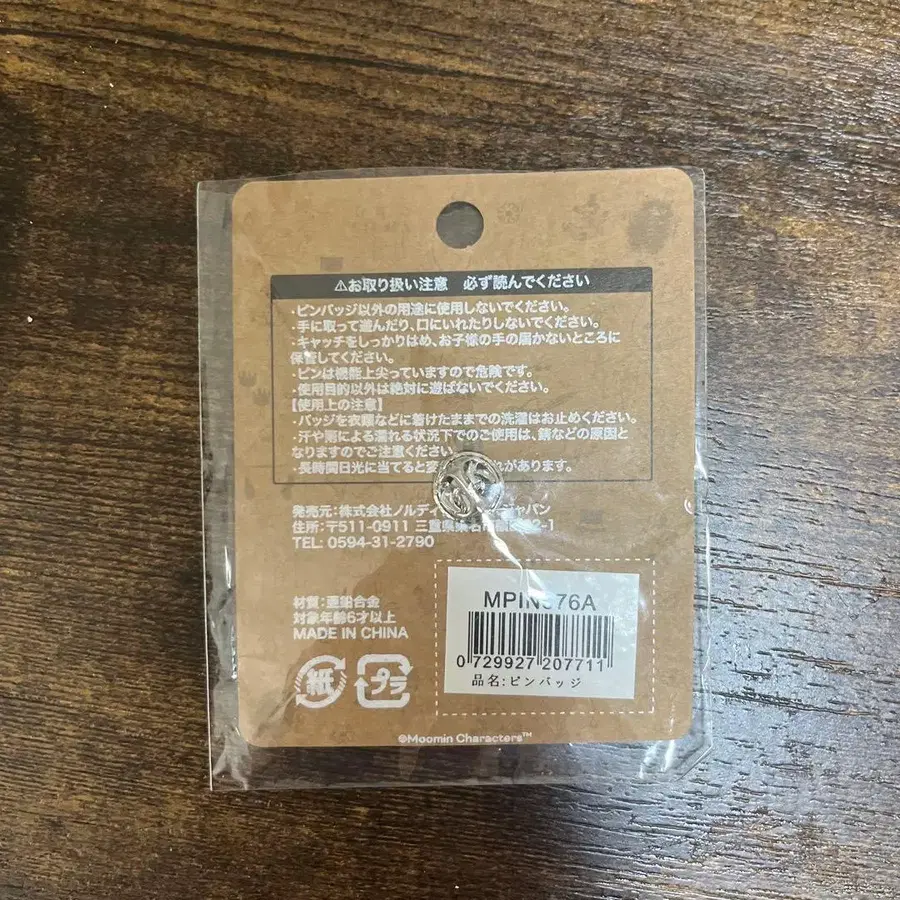 ⚠お取り扱い注意 必ず読んでください
・ピンバッジ以外の用途に使用しないでください。
・手に取って遊んだり、口にいれたりしないでください。
・キャッチをしっかりはめ、お子様の手の届かないところに
保管してください。
・ピンは機能上尖っていますので危険です。
・使用目的以外は絶対に遊ばないでください。
【使用上の注意】
・バッジを衣類などに着けたままでの洗濯はお止めください。
・汗や雨による濡れる状況下でのご使用は、錆などの原因と
なりますのでご注意ください
・長時間日光に当てると変 れがあります。
発売元：株式会社ノルディ ジャパン
住所：〒511-0911 三重県桑名 2-1
TEL: 0594-31-2790
材質：亜鉛合金
対象年齢6才以上
MADE IN CHINA
紙
プラ
MPIN 76A
0 729927 207711
品名:ピンバッジ
©Moomin Characters™